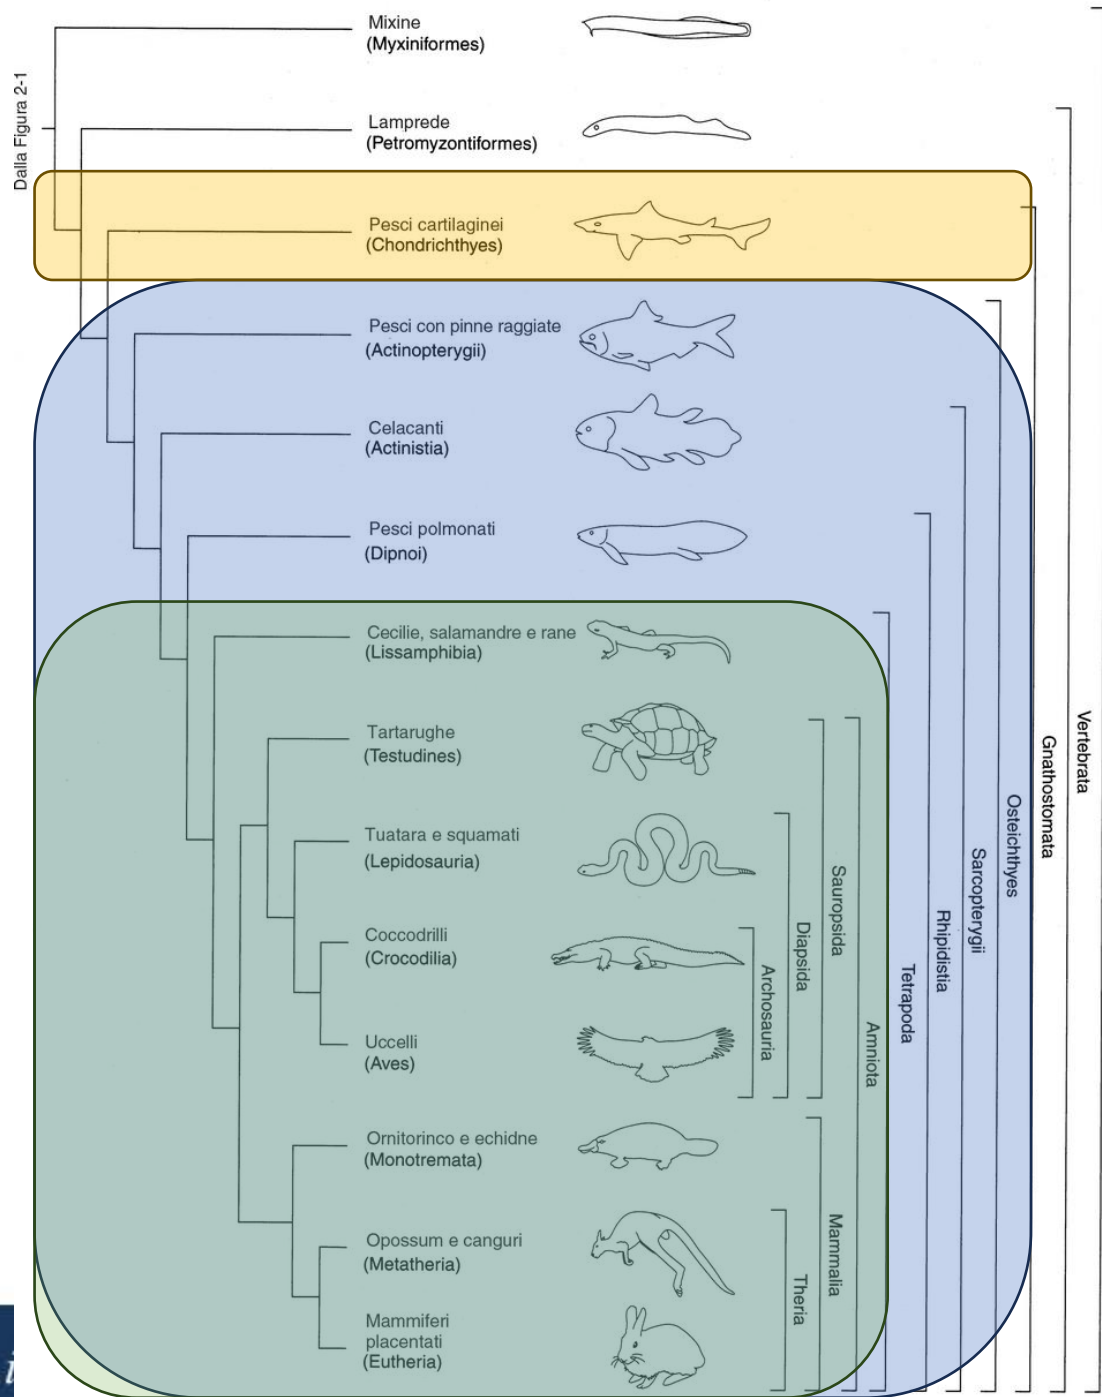 Dalla Figura 2-1
Mixine
(Myxiniformes)
Lamprede
(Petromyzontiformes)
Pesci cartilaginei
(Chondrichthyes)
Pesci con pinne raggiate
(Actinopterygii)
Celacanti
(Actinistia)
Pesci polmonati
(Dipnoi)
Cecilie, salamandre e rane
(Lissamphibia)
Tartarughe
(Testudines)
Tuatara e squamati
(Lepidosauria)
Coccodrilli
(Crocodilia)
Uccelli
(Aves)
Ornitorinco e echidne
(Monotremata)
Opossum e canguri
(Metatheria)
Mammiferi
placentati
(Eutheria)
Archosauria
Theria
Diapsida
Sauropsida
Mammalia
Amniota
Tetrapoda
Rhipidistia
Sarcopterygii
Osteichthyes
Gnathostomata
Vertebrata